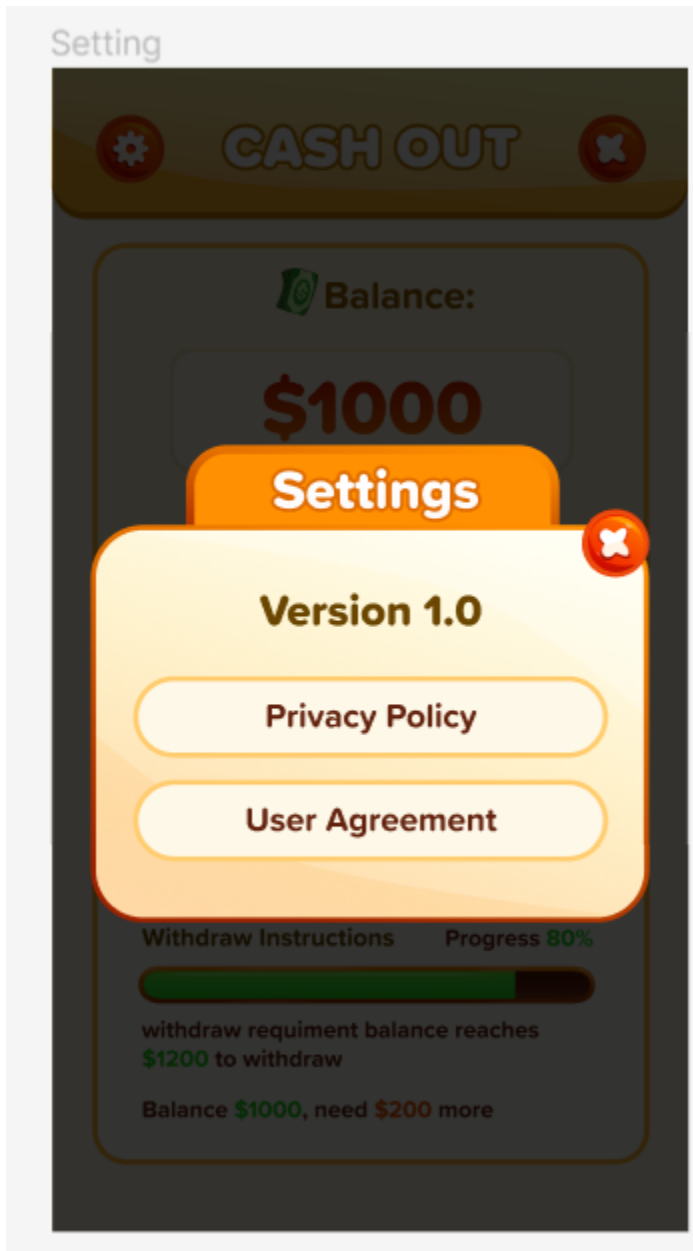 Setting
CASH OUT
Balance:
$1000
Settings
Version 1.0
Privacy Policy
User Agreement
Withdraw Instructions Progress 80%
withdraw requiment balance reaches
$1200 to withdraw
Balance $1000, need $200 more